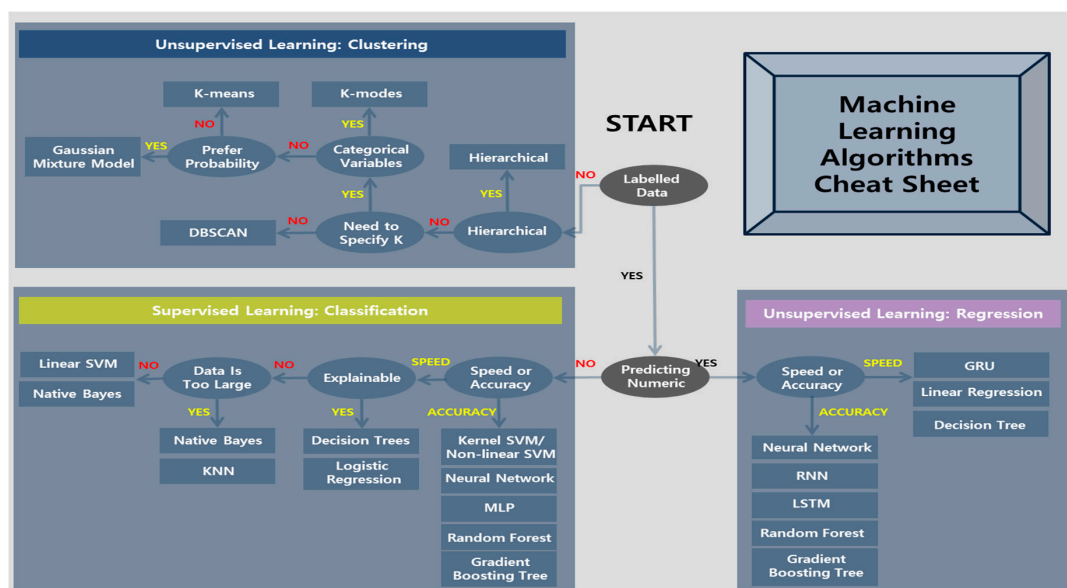 Unsupervised Learning: Clustering
K-means
K-modes
NO
YES
Gaussian
Mixture Model
YES
Prefer
Probability
NO
Categorical
Variables
Hierarchical
YES
YES
DBSCAN
NO
Need to
Specify K
NO
Hierarchical
START
NO
Labelled
Data
YES
Machine
Learning
Algorithms
Cheat Sheet
Supervised Learning: Classification
Linear SVM
Native Bayes
NO
Data Is
Too Large
NO
Explainable
SPEED
Speed or
Accuracy
NO
Predicting
Numeric
YES
YES
YES
ACCURACY
Native Bayes
KNN
Decision Trees
Logistic
Regression
Kernel SVM/
Non-linear SVM
Neural Network
MLP
Random Forest
Gradient
Boosting Tree
Unsupervised Learning: Regression
Speed or
Accuracy
SPEED
GRU
Linear Regression
Decision Tree
ACCURACY
Neural Network
RNN
LSTM
Random Forest
Gradient
Boosting Tree